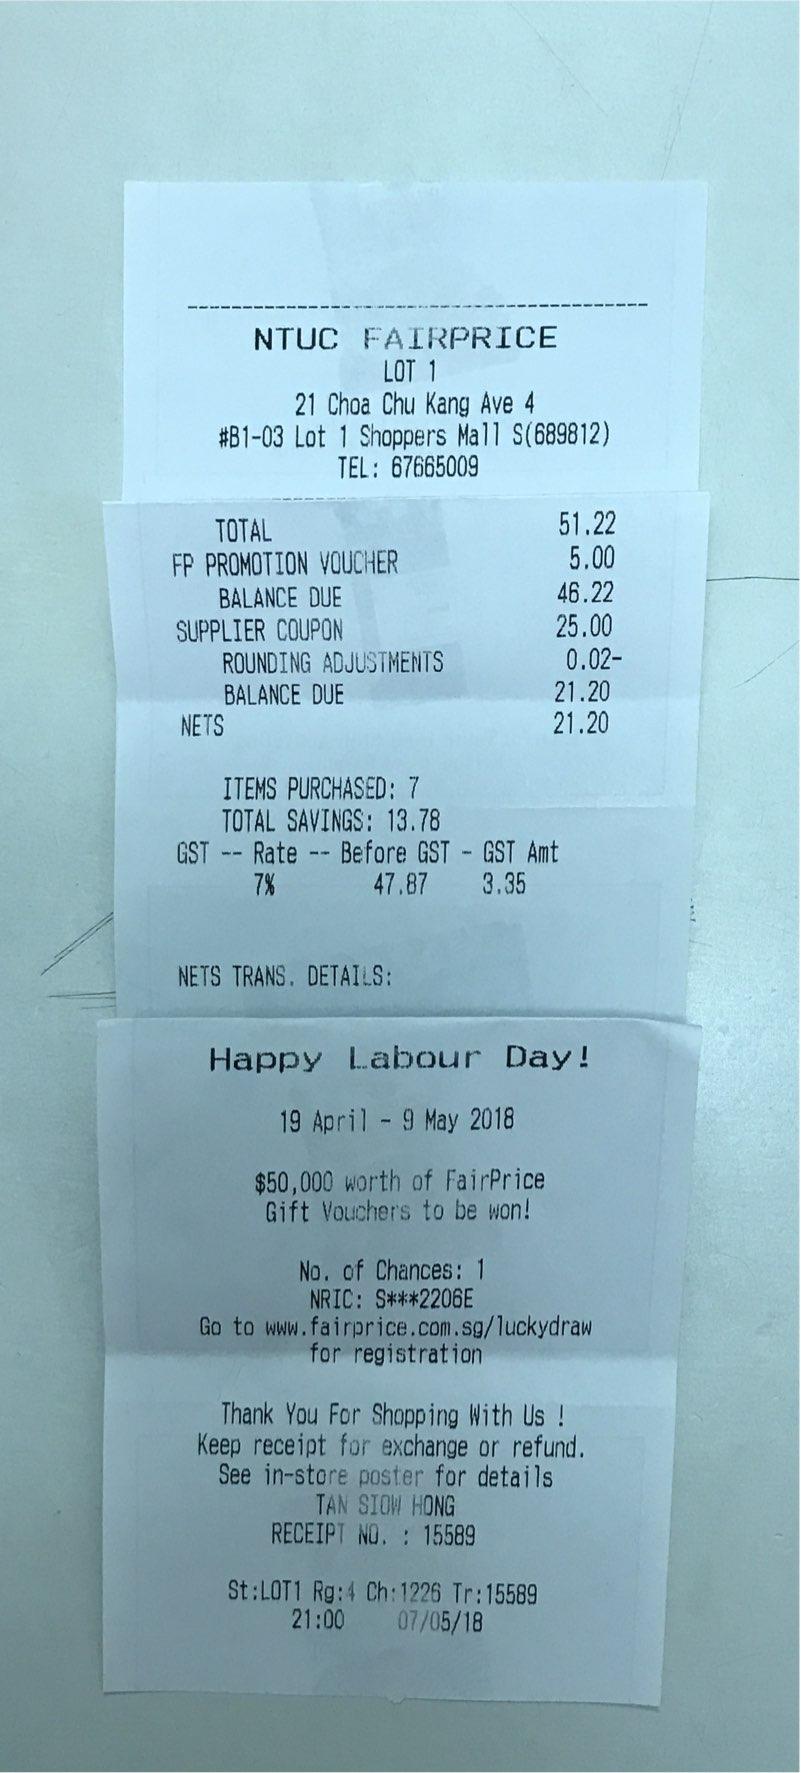 NTUC FAIRPRICE
LOT 1
21 Choa Chu Kang Ave 4
#B1-03 Lot 1 Shoppers Mall S(689812)
TEL: 67665009
TOTAL 51.22
FP PROMOTION VOUCHER 5.00
BALANCE DUE 46.22
SUPPLIER COUPON 25.00
ROUNDING ADJUSTMENTS 0.02-
BALANCE DUE 21.20
NETS 21.20
ITEMS PURCHASED: 7
TOTAL SAVINGS: 13.78
GST -- Rate -- Before GST - GST Amt
7% 47.87 3.35
NETS TRANS. DETAILS:
Happy Labour Day!
19 April - 9 May 2018
$50,000 worth of FairPrice
Gift Vouchers to be won!
No. of Chances: 1
NRIC: S***2206E
Go to www.fairprice.com.sg/luckydraw
for registration
Thank You For Shopping With Us !
Keep receipt for exchange or refund.
See in-store poster for details
TAN SIOW HONG
RECEIPT NO. : 15589
St:LOT1 Rg:4 Ch:1226 Tr:15589
21:00 07/05/18